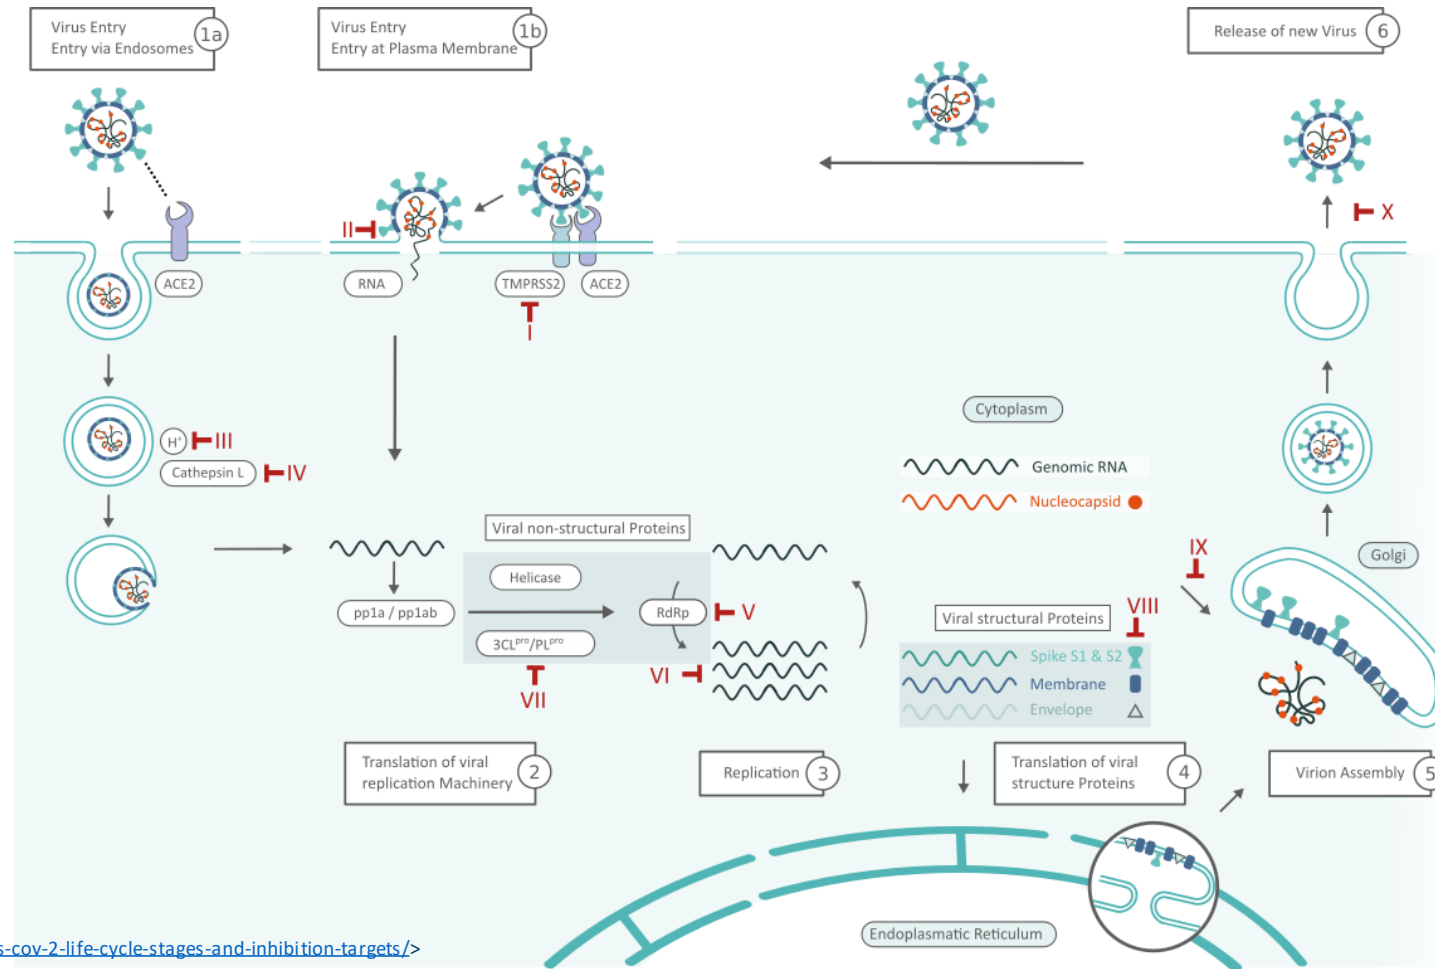 Virus Entry
Entry via Endosomes
1a
Virus Entry
Entry at Plasma Membrane
1b
Release of new Virus
6
ACE2
II
RNA
TMPRSS2
ACE2
I
X
H+
III
Cathepsin L
IV
Cytoplasm
Genomic RNA
Nucleocapsid
Viral non-structural Proteins
Helicase
pp1a / pp1ab
RdRp
V
3CLpro/PLpro
VI
VII
IX
Golgi
VIII
Viral structural Proteins
Spike S1 & S2
Membrane
Envelope
Translation of viral
replication Machinery
2
Replication
3
Translation of viral
structure Proteins
4
Virion Assembly
5
Endoplasmatic Reticulum
s-cov-2-life-cycle-stages-and-inhibition-targets/>